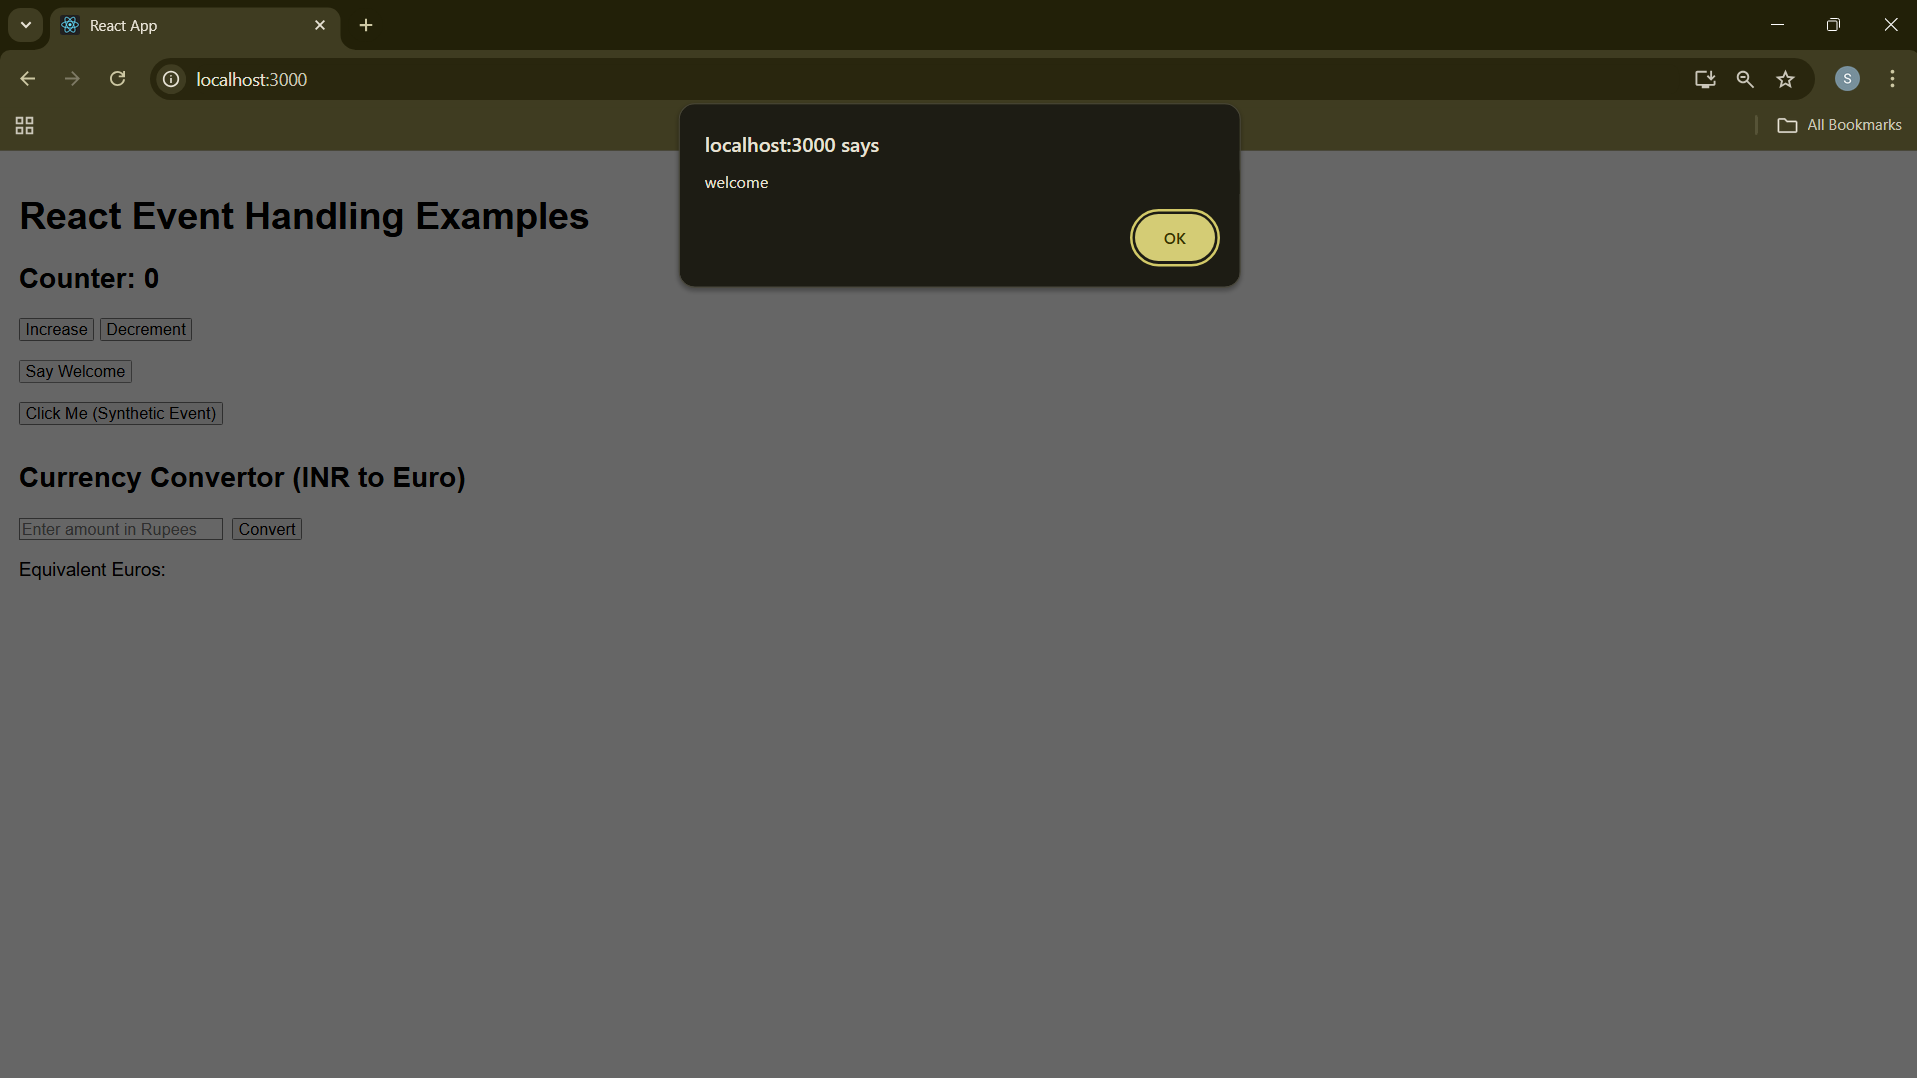 React App
localhost:3000
S
All Bookmarks
localhost:3000 says
welcome
OK
React Event Handling Examples
Counter: 0
Increase Decrement
Say Welcome
Click Me (Synthetic Event)
Currency Convertor (INR to Euro)
Enter amount in Rupees Convert
Equivalent Euros: